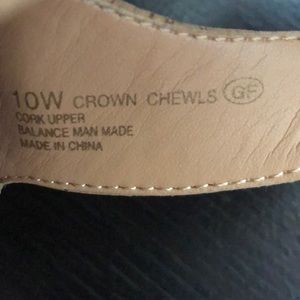 10W CROWN CHEWLS GF
CORK UPPER
BALANCE MAN MADE
MADE IN CHINA